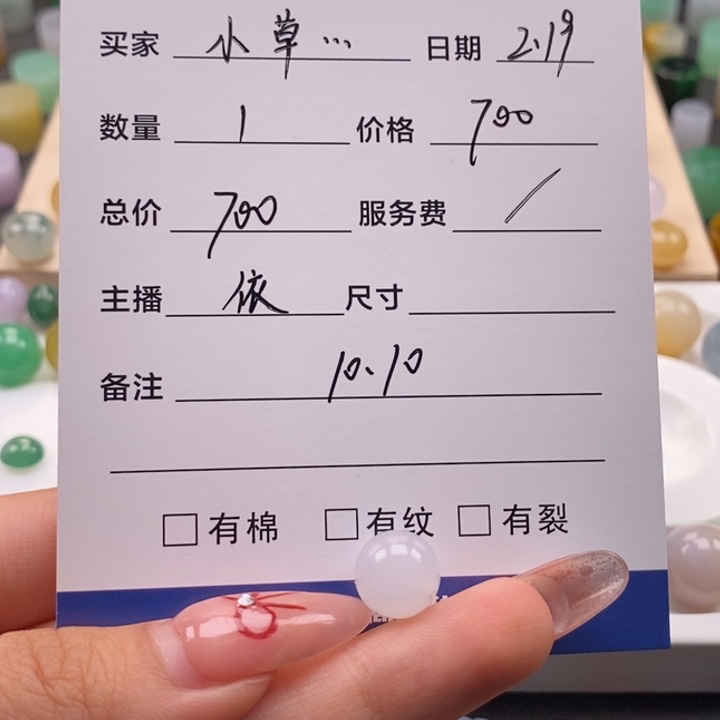 买家 小草… 日期 2.19
数量 1 价格 700
总价 700 服务费 /
主播 依 尺寸
备注 10.10
□有棉 □有纹 □有裂